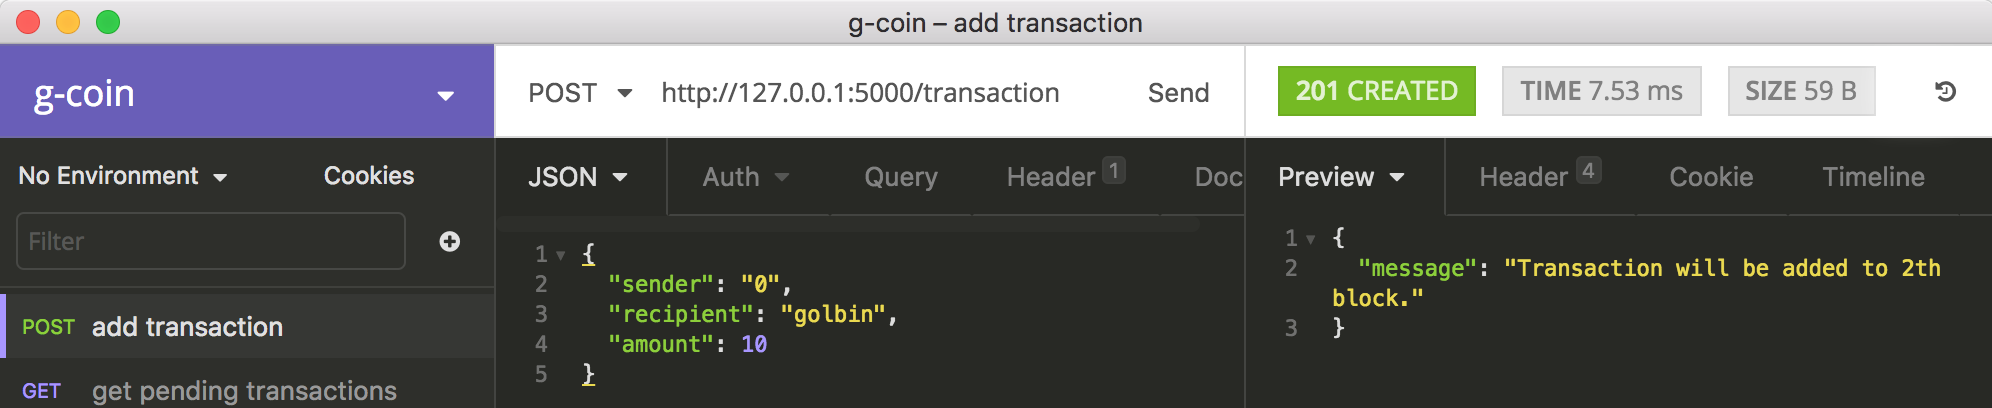 g-coin – add transaction
g-coin
POST http://127.0.0.1:5000/transaction Send
201 CREATED TIME 7.53 ms SIZE 59 B
No Environment Cookies
JSON Auth Query Header 1 Doc
Preview Header 4 Cookie Timeline
Filter
POST add transaction
GET get pending transactions
1 {
2 "sender": "0",
3 "recipient": "golbin",
4 "amount": 10
5 }
1 {
2 "message": "Transaction will be added to 2th
block."
3 }